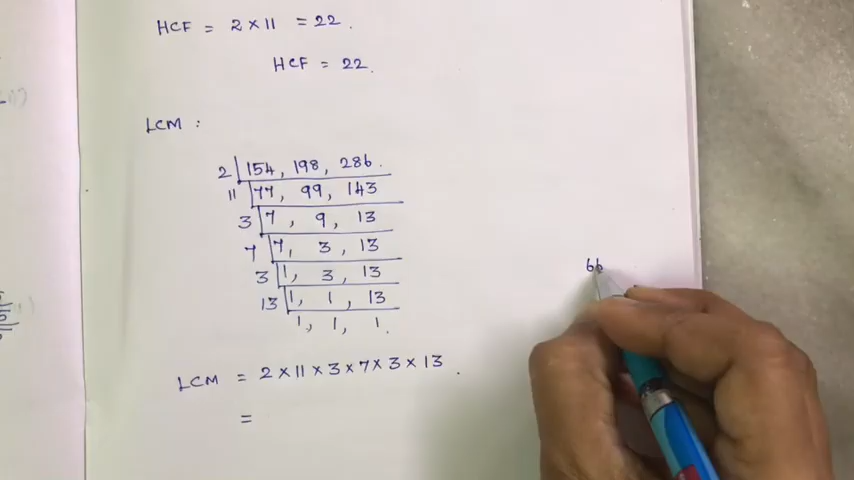 HCF = 2 × 11 = 22.
HCF = 22.
LCM :
2 154, 198, 286.
11 77, 99, 143
3 7, 9, 13
7 7, 3, 13
3 1, 3, 13
13 1, 1, 13
1, 1, 1.
66
LCM = 2 × 11 × 3 × 7 × 3 × 13.
=